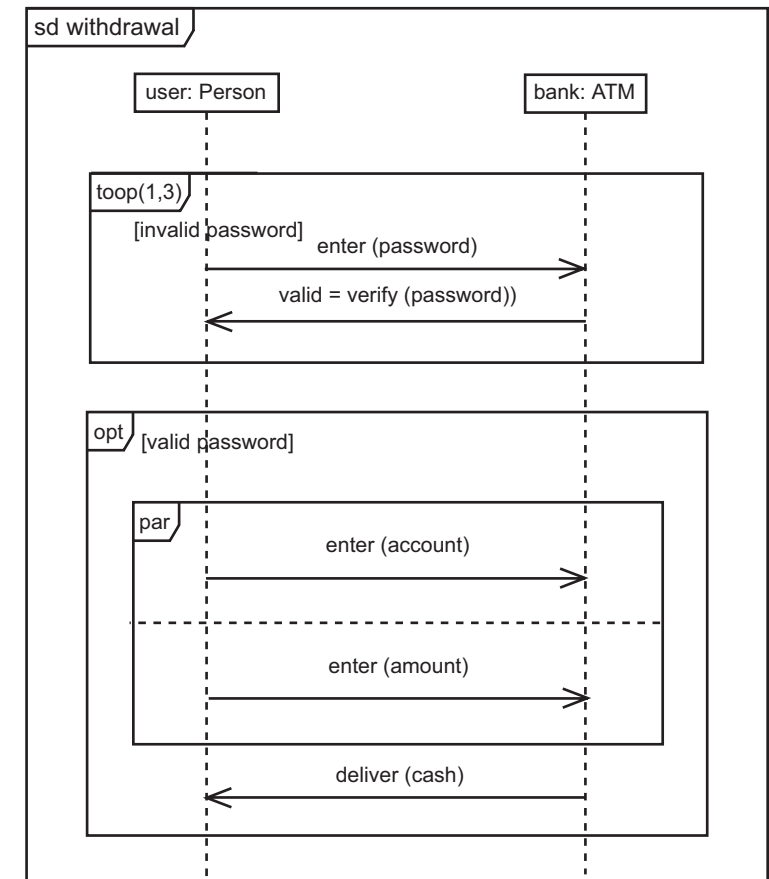 sd withdrawal
user: Person
bank: ATM
toop(1,3)
[invalid password]
enter (password)
valid = verify (password))
opt
[valid password]
par
enter (account)
enter (amount)
deliver (cash)